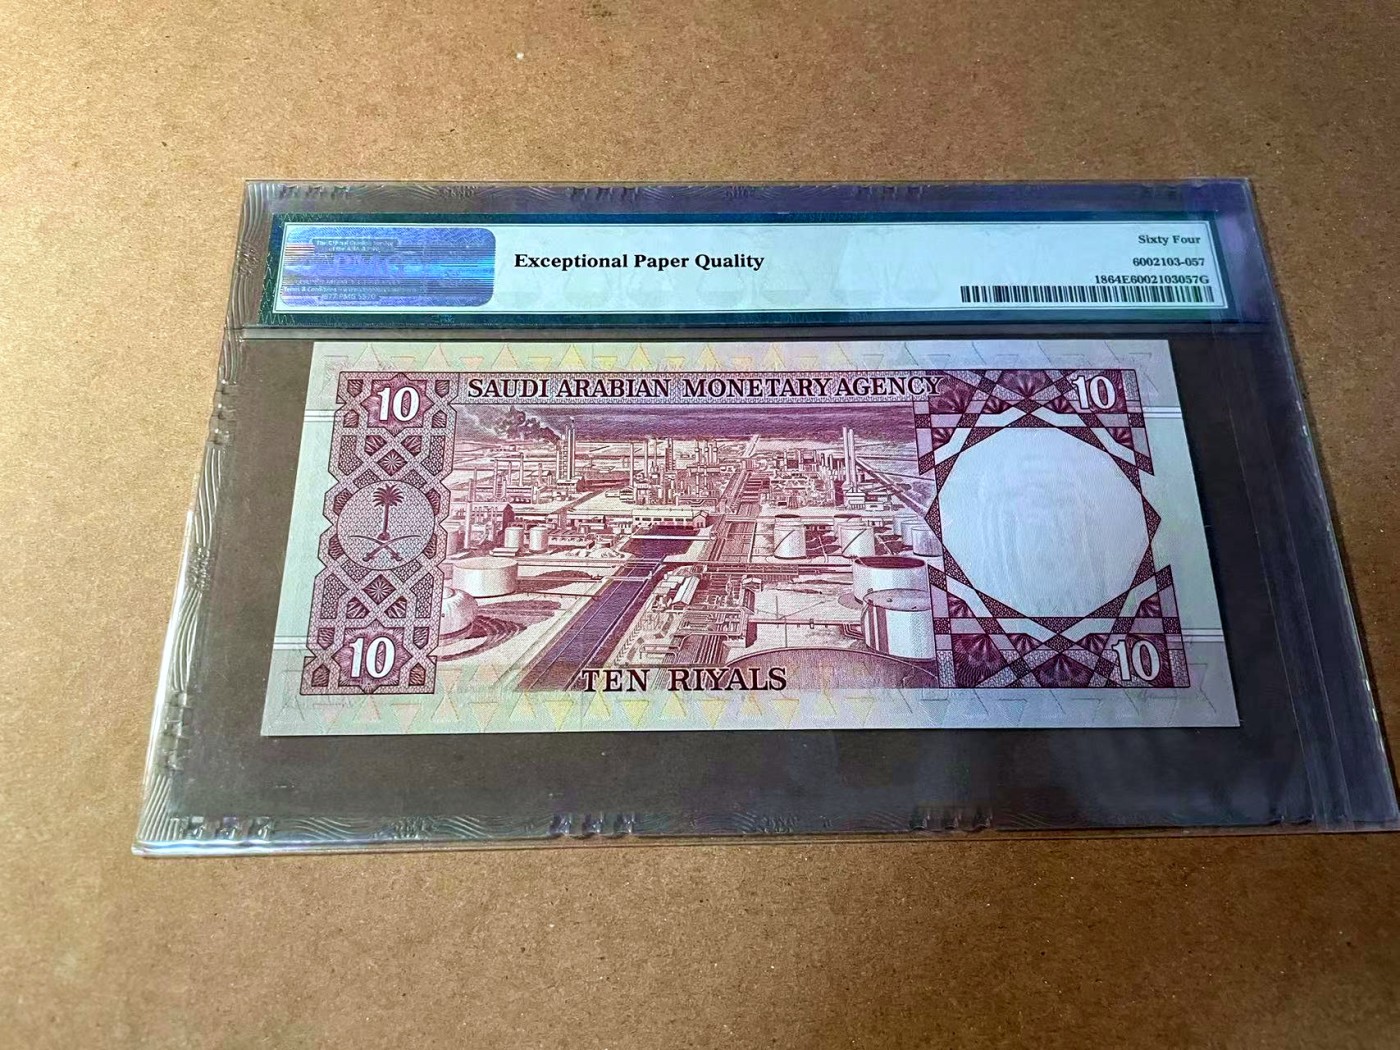 Exceptional Paper Quality
Sixty Four
6002103-057
1864E6002103057G
10
SAUDI ARABIAN MONETARY AGENCY
10
10
TEN RIYALS
10